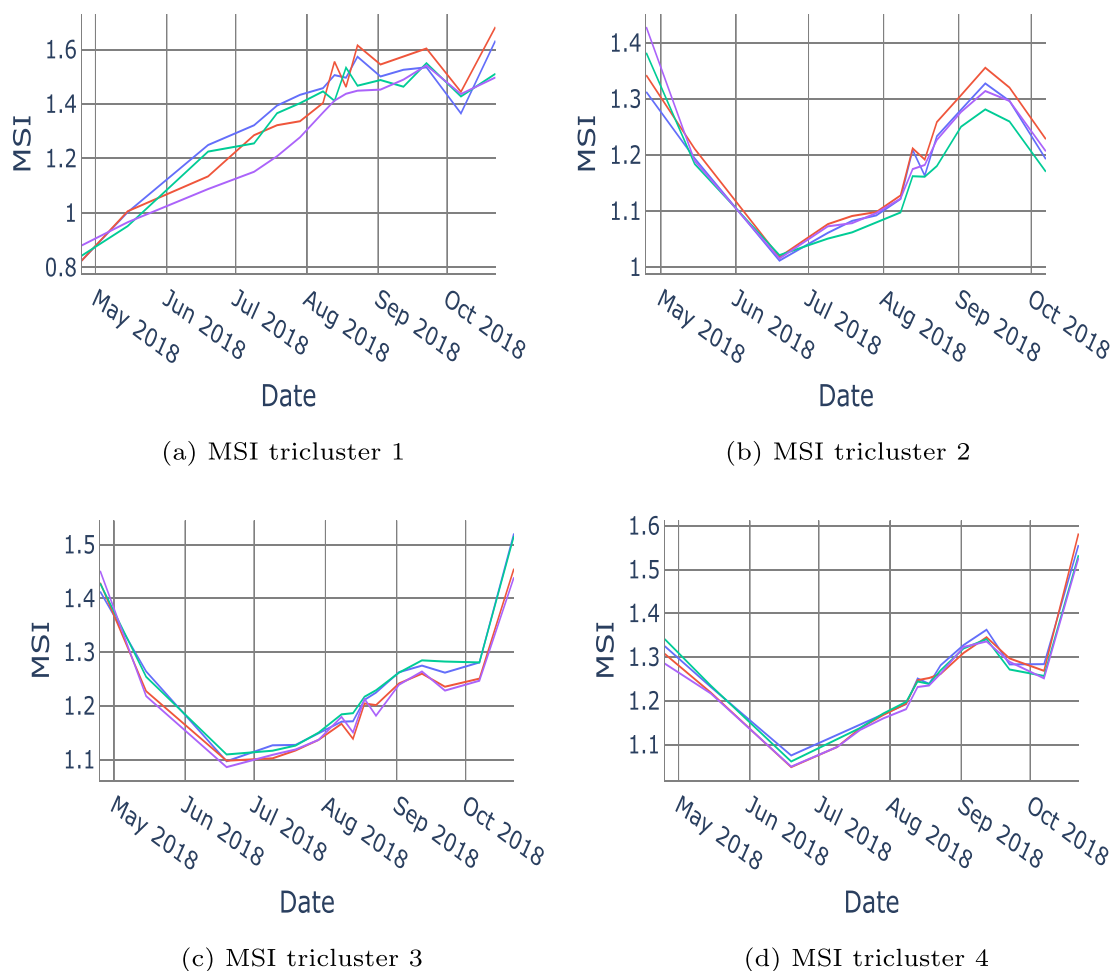 MSI
1.6
1.4
1.2
1
0.8
May 2018
Jun 2018
Jul 2018
Aug 2018
Sep 2018
Oct 2018
Date
(a) MSI tricluster 1
MSI
1.4
1.3
1.2
1.1
1
May 2018
Jun 2018
Jul 2018
Aug 2018
Sep 2018
Oct 2018
Date
(b) MSI tricluster 2
MSI
1.5
1.4
1.3
1.2
1.1
May 2018
Jun 2018
Jul 2018
Aug 2018
Sep 2018
Oct 2018
Date
(c) MSI tricluster 3
MSI
1.6
1.5
1.4
1.3
1.2
1.1
May 2018
Jun 2018
Jul 2018
Aug 2018
Sep 2018
Oct 2018
Date
(d) MSI tricluster 4